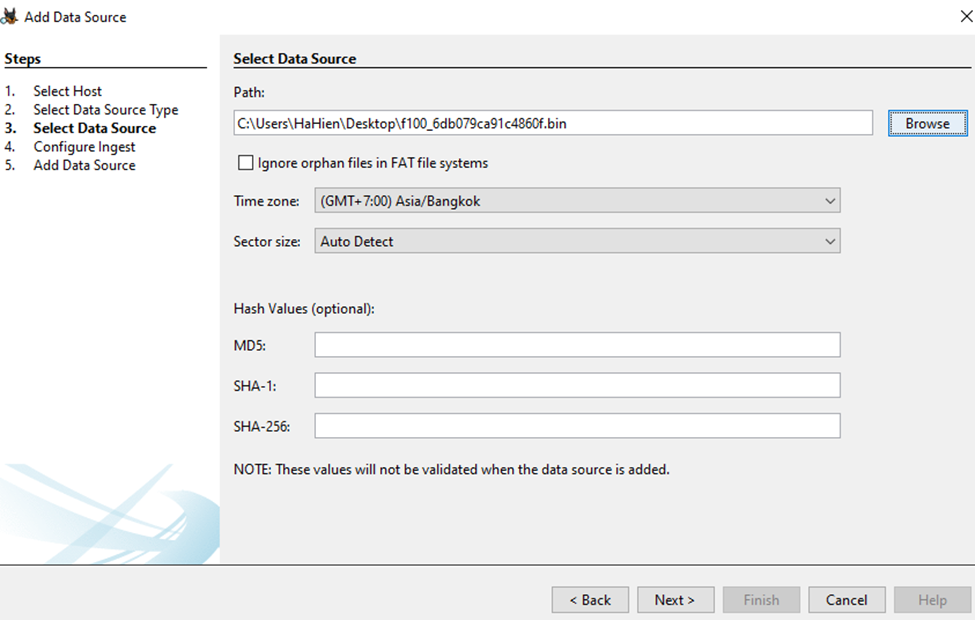 Add Data Source
Steps
1. Select Host
2. Select Data Source Type
3. Select Data Source
4. Configure Ingest
5. Add Data Source
Select Data Source
Path:
C:\Users\HaHien\Desktop\f100_6db079ca91c4860f.bin
Browse
Ignore orphan files in FAT file systems
Time zone: (GMT+7:00) Asia/Bangkok
Sector size: Auto Detect
Hash Values (optional):
MD5:
SHA-1:
SHA-256:
NOTE: These values will not be validated when the data source is added.
< Back Next > Finish Cancel Help